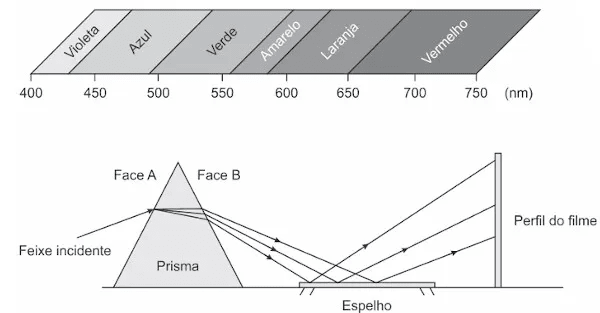 Violeta Azul Verde Amarelo Laranja Vermelho
400 450 500 550 600 650 700 750 (nm)
Face A Face B
Feixe incidente
Prisma
Perfil do filme
Espelho